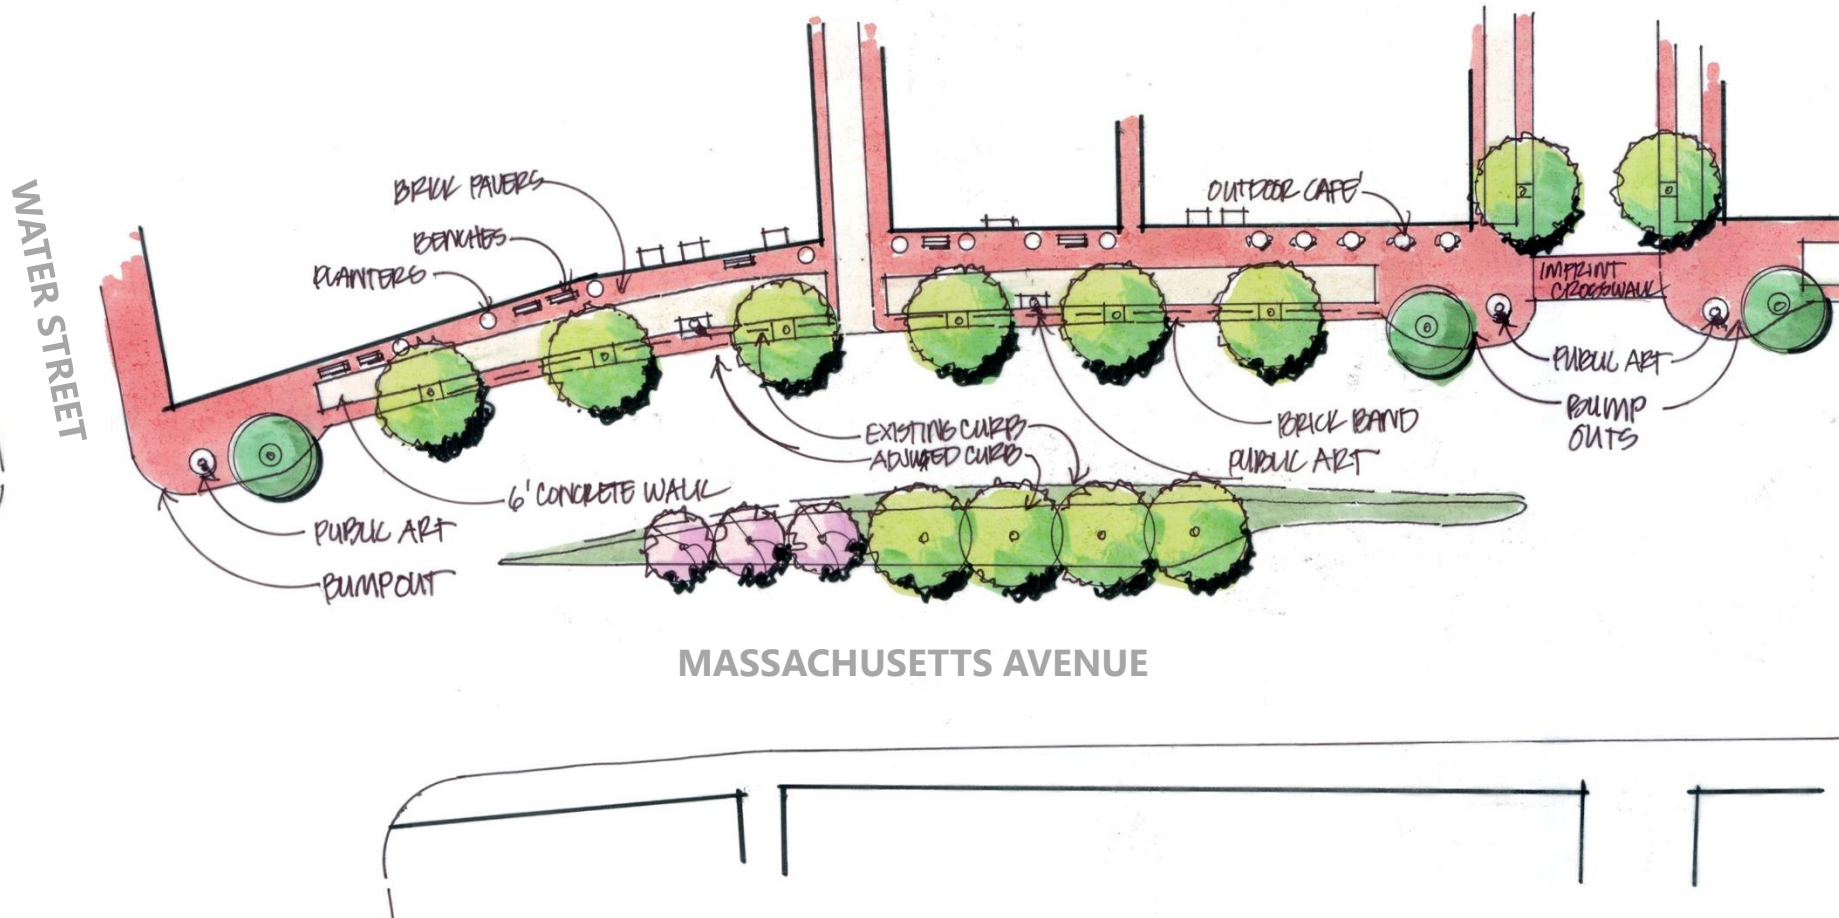 WATER STREET
BRICK PAVERS
BENCHES
PLANTERS
OUTDOOR CAFE'
IMPRINT
CROSSWALK
PUBLIC ART
BUMP
OUTS
BRICK BAND
PUBLIC ART
EXISTING CURB
ADJUSTED CURB
6' CONCRETE WALK
PUBLIC ART
BUMPOUT
MASSACHUSETTS AVENUE